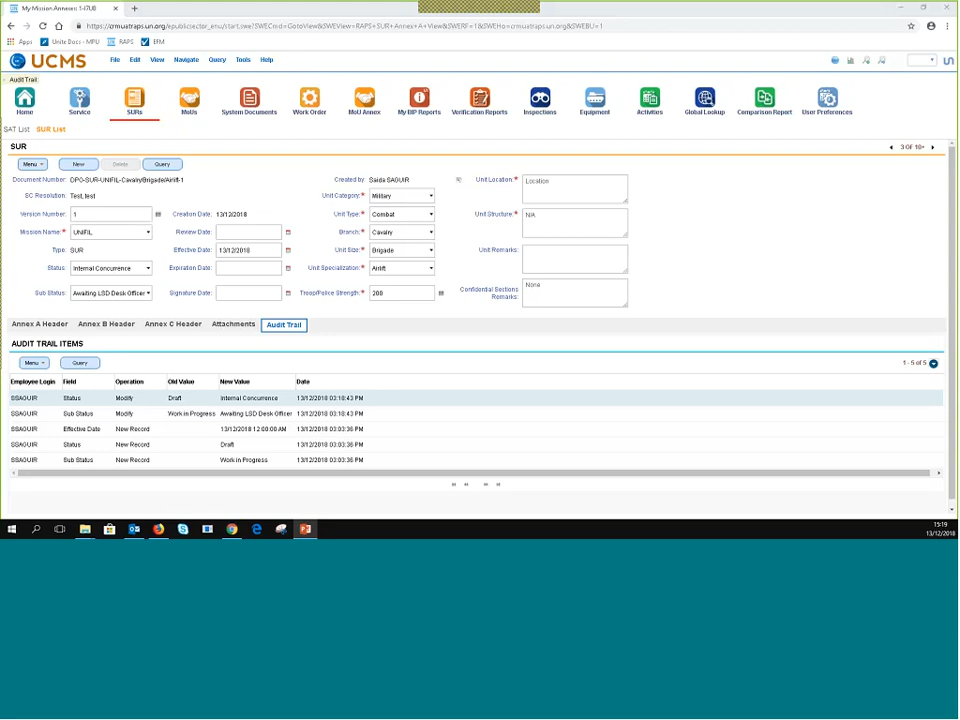 My Mission Annexes: 1-I7IUB
https://crmuatraps.un.org/epublicsector_enu/start.swe?SWECmd=GotoView&SWEView=RAPS+SUR+Annex+A+View&SWERF=1&SWEHo=crmuatraps.un.org&SWEBU=1
Apps Unite Docs - MPU RAPS EFM
UCMS File Edit View Navigate Query Tools Help
Audit Trail
Home Service SURs MoUs System Documents Work Order MoU Annex My BIP Reports Verification Reports Inspections Equipment Activities Global Lookup Comparison Report User Preferences
SAT List SUR List
SUR 3 OF 10+
Menu New Delete Query
Document Number: DPO-SUR-UNIFIL-Cavalry/Brigade/Airlift-1 Created by: Saida SAGUIR Unit Location:* Location
SC Resolution: Test, test Unit Category:* Military
Version Number: 1 Creation Date: 13/12/2018 Unit Type:* Combat Unit Structure:* N/A
Mission Name:* UNIFIL Review Date: Branch:* Cavalry
Type: SUR Effective Date: 13/12/2018 Unit Size:* Brigade Unit Remarks:
Status: Internal Concurrence Expiration Date: Unit Specialization:* Airlift
Sub Status: Awaiting LSD Desk Officer Signature Date: Troop/Police Strength:* 200 Confidential Sections Remarks: None
Annex A Header Annex B Header Annex C Header Attachments Audit Trail
AUDIT TRAIL ITEMS
Menu Query 1 - 5 of 5
Employee Login Field Operation Old Value New Value Date
SSAGUIR Status Modify Draft Internal Concurrence 13/12/2018 03:18:43 PM
SSAGUIR Sub Status Modify Work in Progress Awaiting LSD Desk Officer 13/12/2018 03:18:43 PM
SSAGUIR Effective Date New Record 13/12/2018 12:00:00 AM 13/12/2018 03:03:36 PM
SSAGUIR Status New Record Draft 13/12/2018 03:03:36 PM
SSAGUIR Sub Status New Record Work in Progress 13/12/2018 03:03:36 PM
15:19
13/12/2018